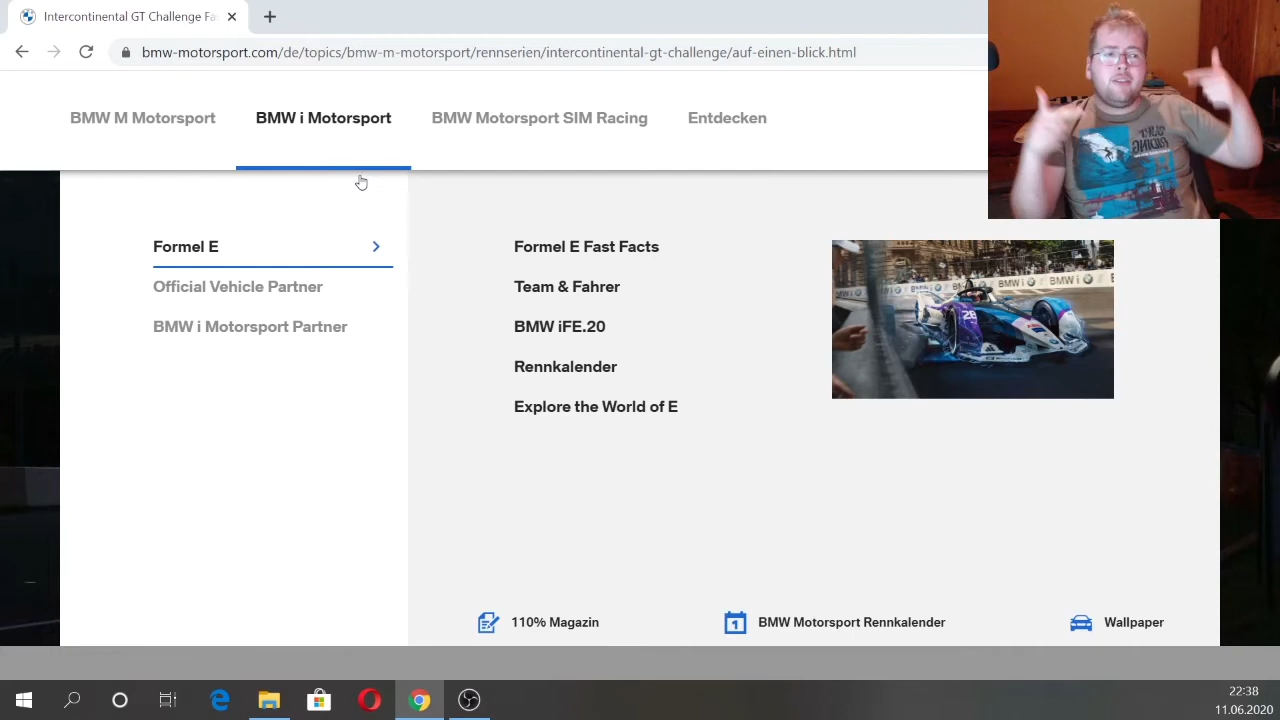 Intercontinental GT Challenge Fa
bmw-motorsport.com/de/topics/bmw-m-motorsport/rennserien/intercontinental-gt-challenge/auf-einen-blick.html
BMW M Motorsport
BMW i Motorsport
BMW Motorsport SIM Racing
Entdecken
Formel E
Official Vehicle Partner
BMW i Motorsport Partner
Formel E Fast Facts
Team & Fahrer
BMW iFE.20
Rennkalender
Explore the World of E
BMW i
28
110% Magazin
1
BMW Motorsport Rennkalender
Wallpaper
22:38
11.06.2020